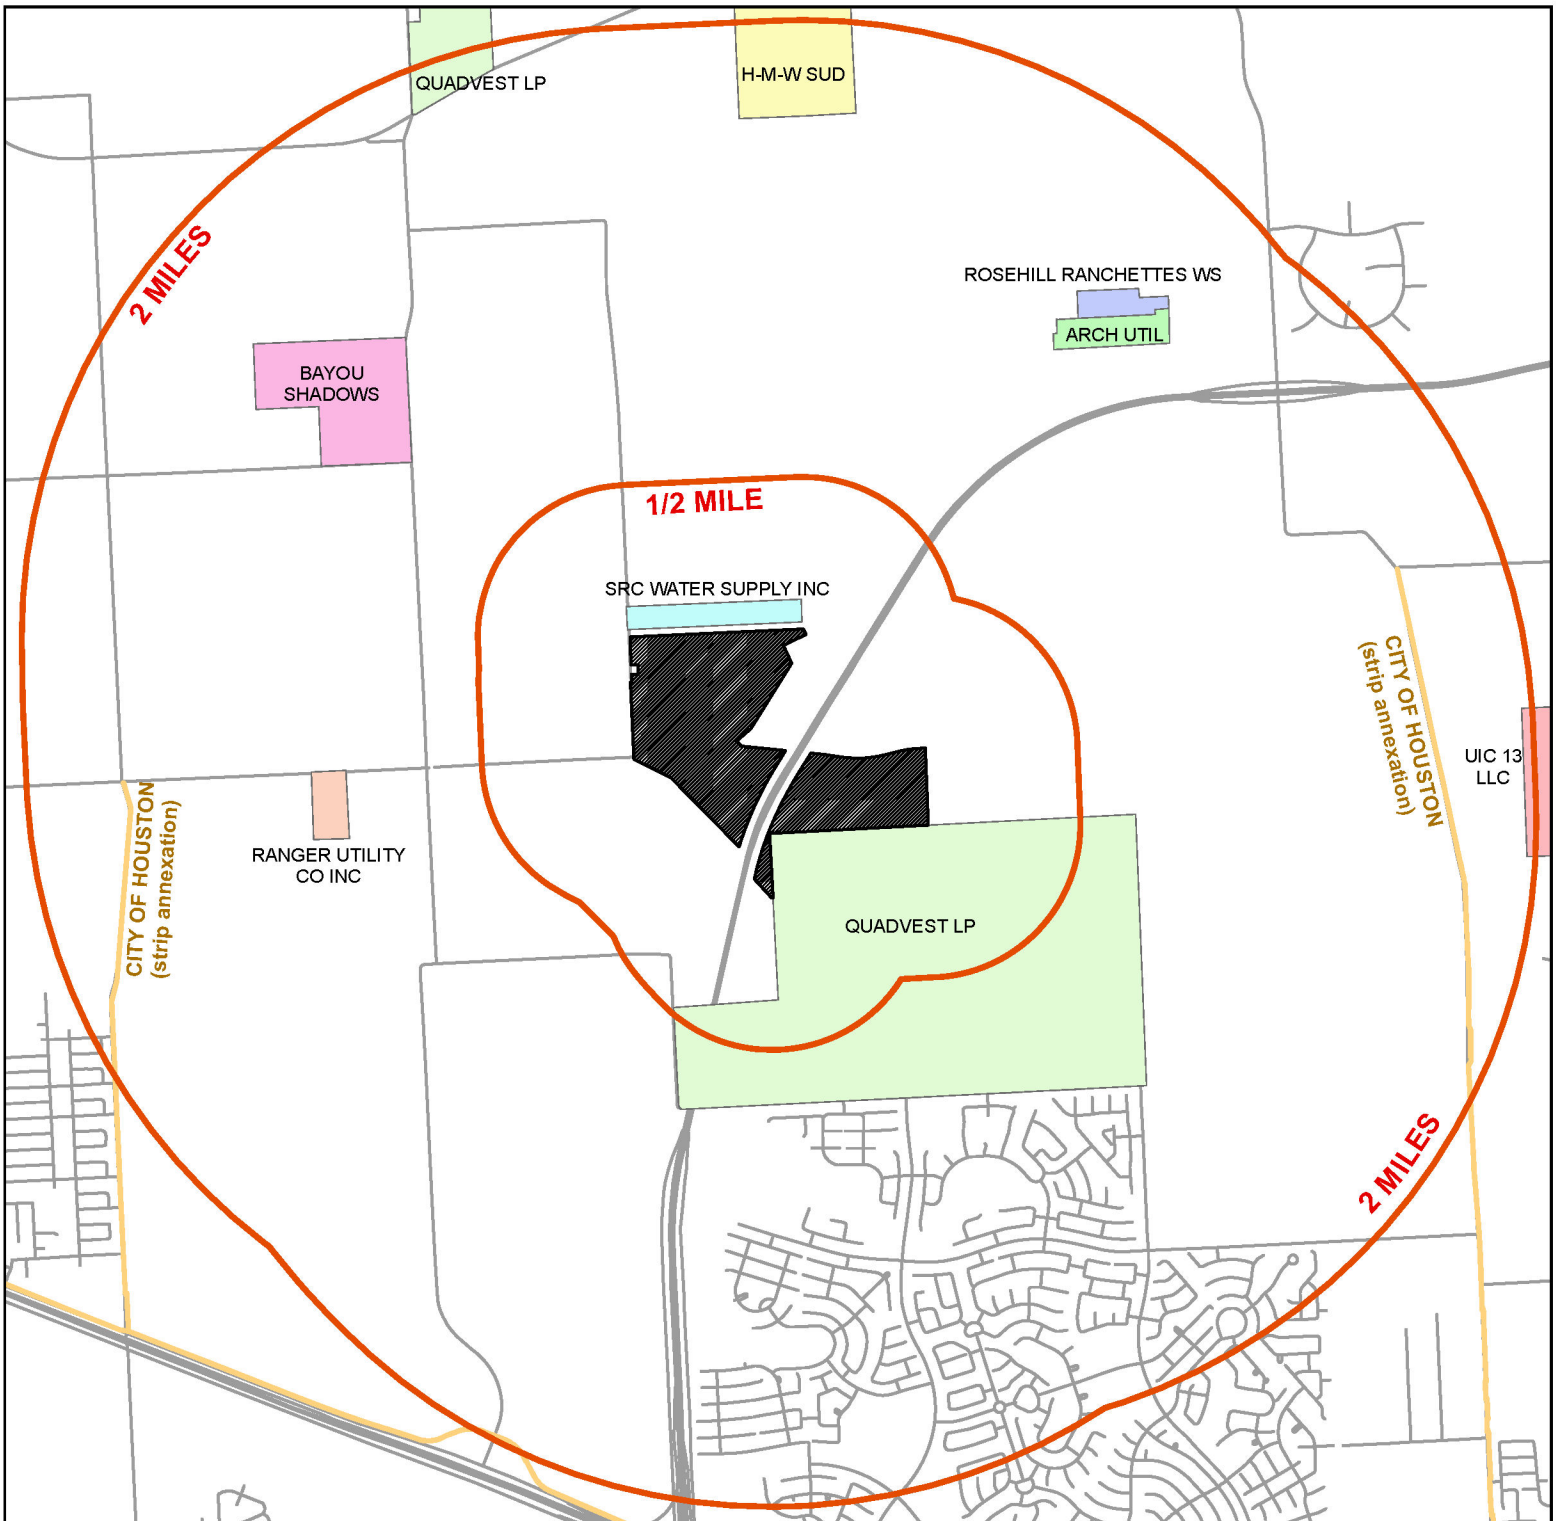 QUADVEST LP
H-M-W SUD
2 MILES
ROSEHILL RANCHETTES WS
ARCH UTIL
BAYOU
SHADOWS
1/2 MILE
SRC WATER SUPPLY INC
CITY OF HOUSTON
(strip annexation)
UIC 13
LLC
CITY OF HOUSTON
(strip annexation)
RANGER UTILITY
CO INC
QUADVEST LP
2 MILES